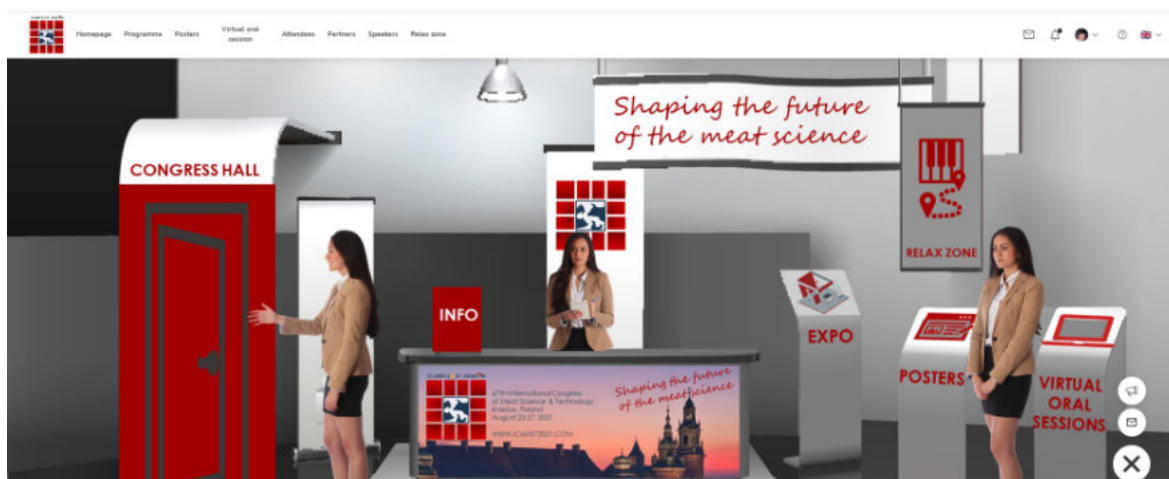 Homepage Programme Posters Virtual oral session Attendees Partners Speakers Relax zone
Shaping the future
of the meat science
CONGRESS HALL
RELAX ZONE
INFO
EXPO
POSTERS
VIRTUAL
ORAL
SESSIONS
67th International Congress
of Meat Science & Technology
Kraków, Poland
August 23-27, 2021
WWW.ICoMST2021.COM
Shaping the future
of the meat science